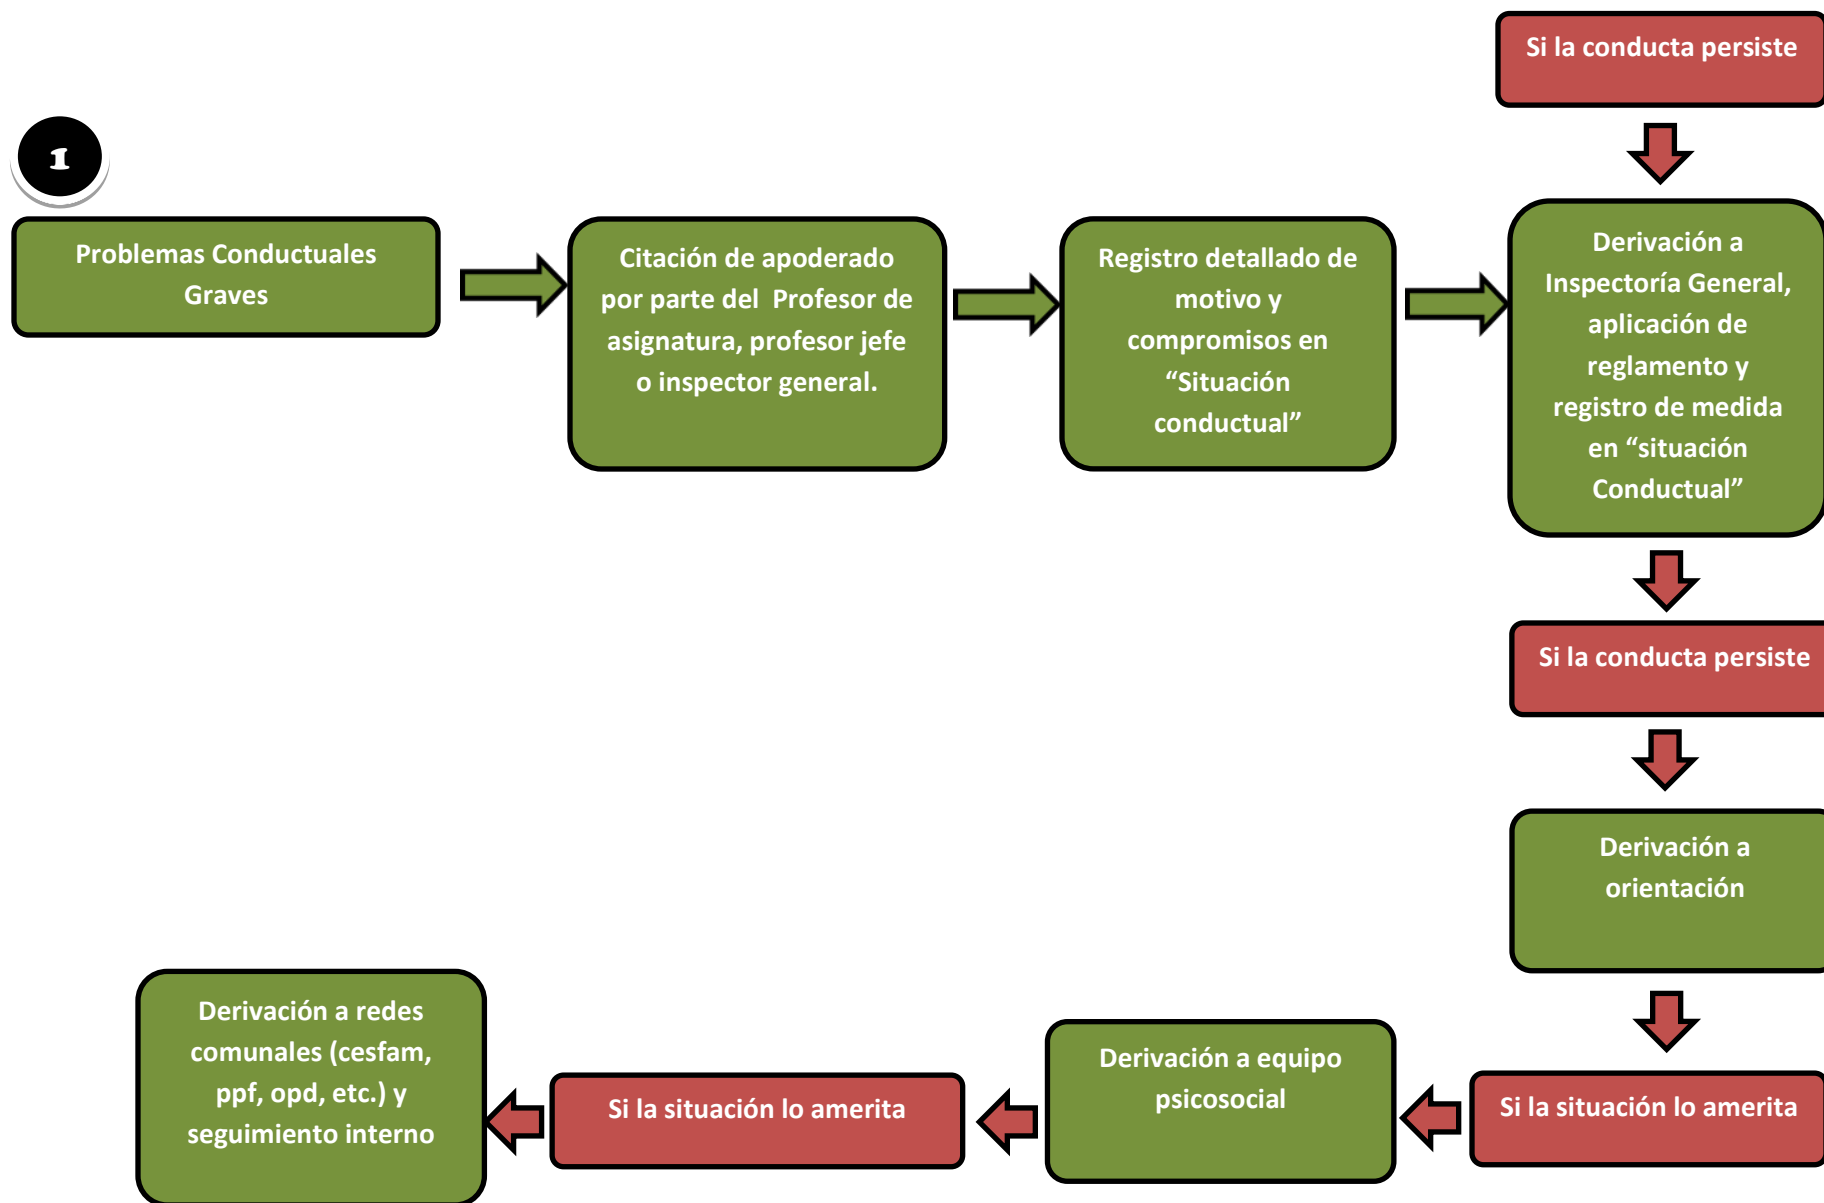 1
Problemas Conductuales
Graves
Citación de apoderado
por parte del  Profesor de
asignatura, profesor jefe
o inspector general.
Registro detallado de
motivo y
compromisos en
“Situación
conductual”
Si la conducta persiste
Derivación a
Inspectoría General,
aplicación de
reglamento y
registro de medida
en “situación
Conductual”
Si la conducta persiste
Derivación a
orientación
Si la situación lo amerita
Derivación a equipo
psicosocial
Si la situación lo amerita
Derivación a redes
comunales (cesfam,
ppf, opd, etc.) y
seguimiento interno